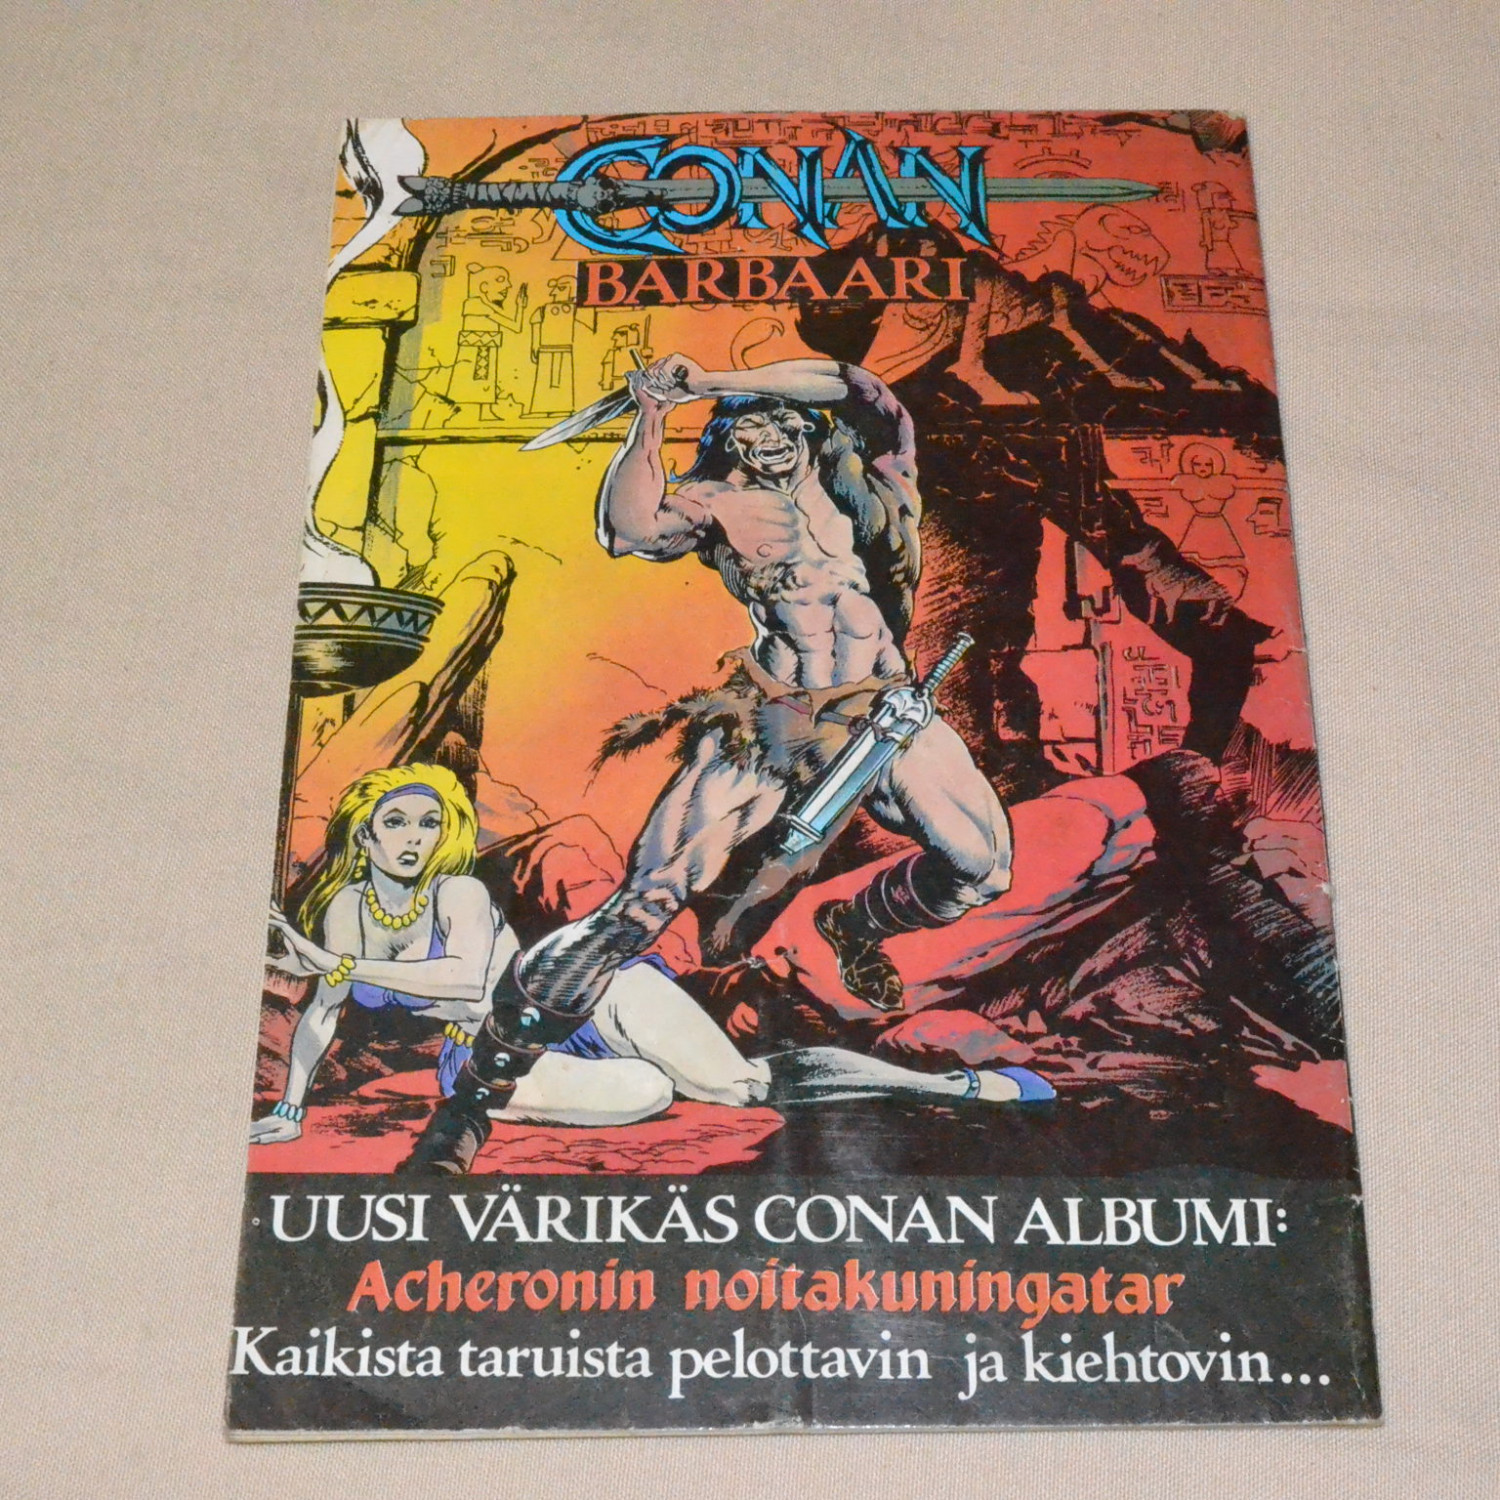 CONAN
BARBAARI
UUSI VÄRIKÄS CONAN ALBUMI:
Acheronin noitakuningatar
Kaikista taruista pelottavin ja kiehtovin...